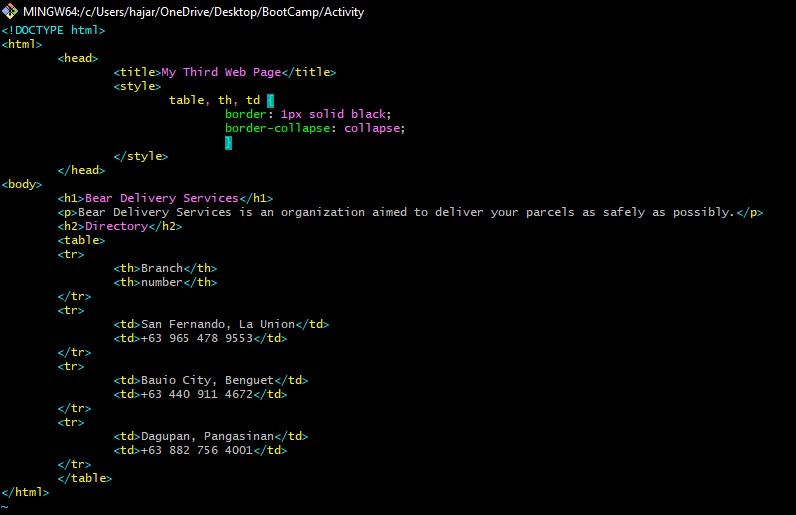 MINGW64:/c/Users/hajar/OneDrive/Desktop/BootCamp/Activity
<!DOCTYPE html>
<html>
<head>
<title>My Third Web Page</title>
<style>
table, th, td {
border: 1px solid black;
border-collapse: collapse;
}
</style>
</head>
<body>
<h1>Bear Delivery Services</h1>
<p>Bear Delivery Services is an organization aimed to deliver your parcels as safely as possibly.</p>
<h2>Directory</h2>
<table>
<tr>
<th>Branch</th>
<th>number</th>
</tr>
<tr>
<td>San Fernando, La Union</td>
<td>+63 965 478 9553</td>
</tr>
<tr>
<td>Bauio City, Benguet</td>
<td>+63 440 911 4672</td>
</tr>
<tr>
<td>Dagupan, Pangasinan</td>
<td>+63 882 756 4001</td>
</tr>
</table>
</html>
~